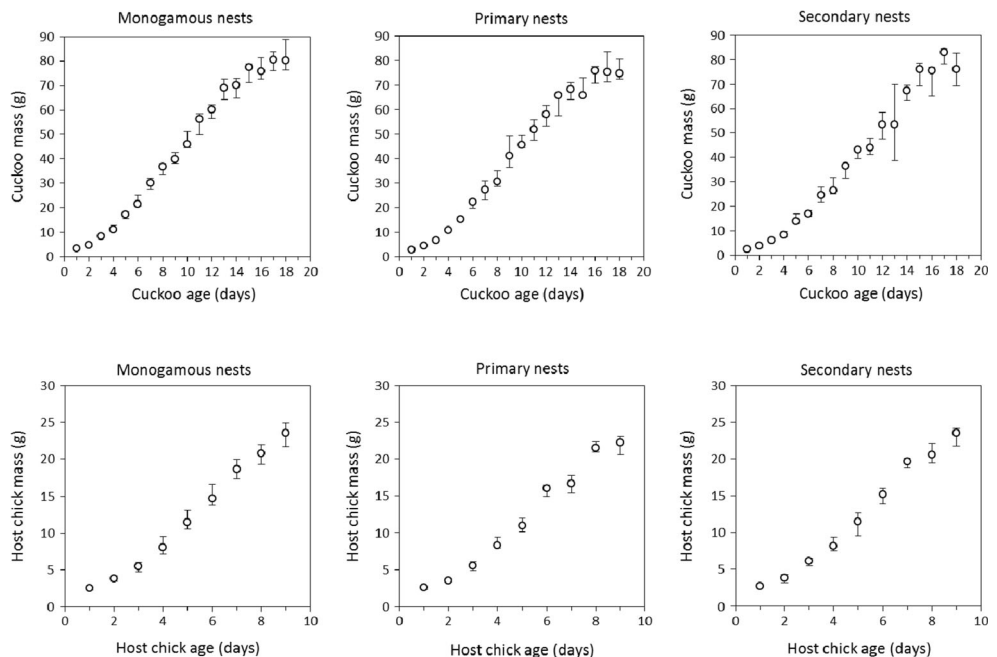 Monogamous nests
Primary nests
Secondary nests
Cuckoo mass (g)
90
80
70
60
50
40
30
20
10
0
0 2 4 6 8 10 12 14 16 18 20
Cuckoo age (days)
Cuckoo mass (g)
90
80
70
60
50
40
30
20
10
0
0 2 4 6 8 10 12 14 16 18 20
Cuckoo age (days)
Cuckoo mass (g)
90
80
70
60
50
40
30
20
10
0
0 2 4 6 8 10 12 14 16 18 20
Cuckoo age (days)
Monogamous nests
Primary nests
Secondary nests
Host chick mass (g)
30
25
20
15
10
5
0
0 2 4 6 8 10
Host chick age (days)
Host chick mass (g)
30
25
20
15
10
5
0
0 2 4 6 8 10
Host chick age (days)
Host chick mass (g)
30
25
20
15
10
5
0
0 2 4 6 8 10
Host chick age (days)